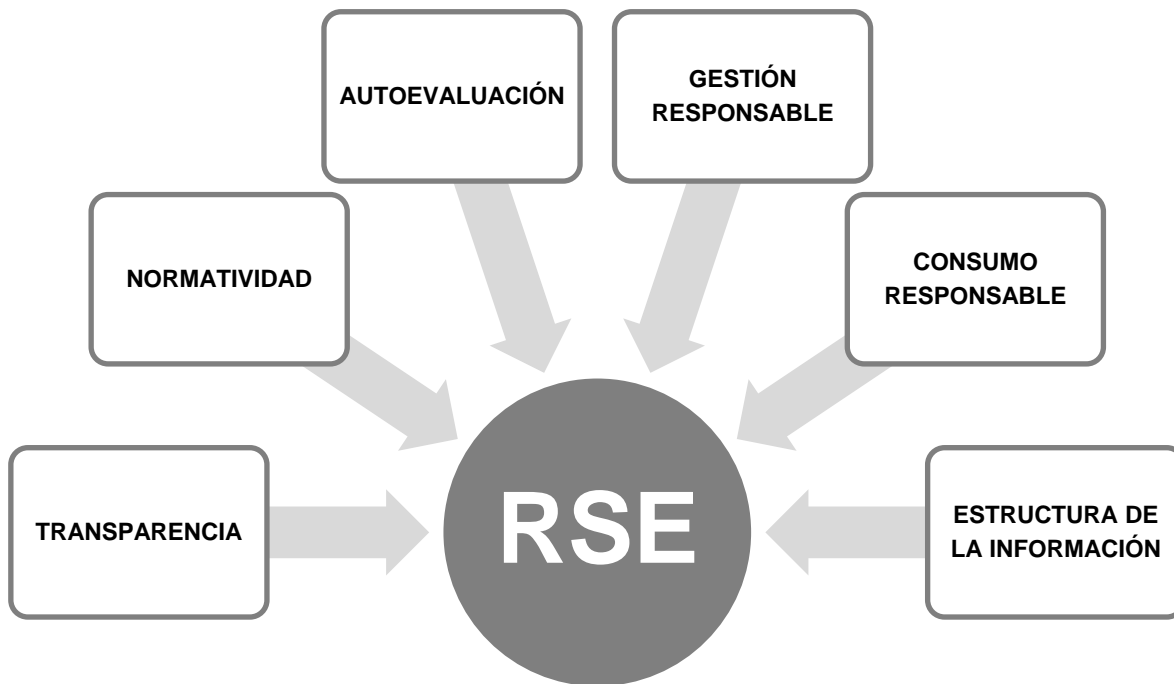 AUTOEVALUACIÓN
GESTIÓN
RESPONSABLE
NORMATIVIDAD
CONSUMO
RESPONSABLE
TRANSPARENCIA
RSE
ESTRUCTURA DE
LA INFORMACIÓN